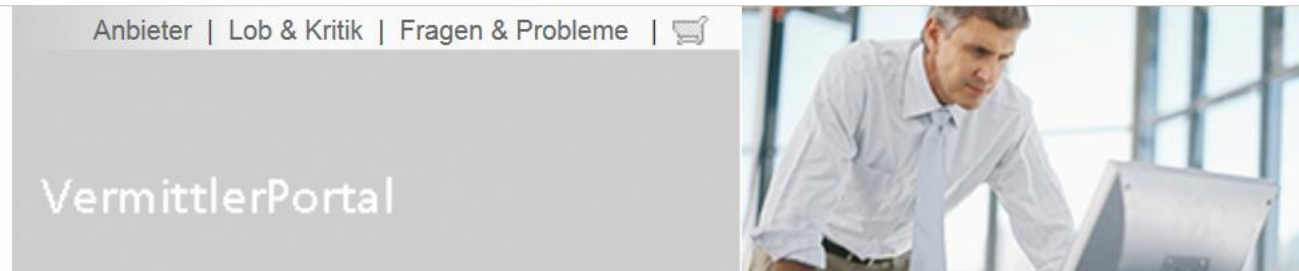 Anbieter | Lob & Kritik | Fragen & Probleme |
VermittlerPortal